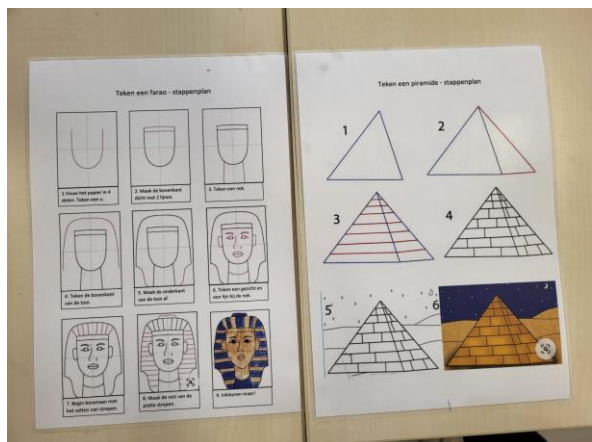 Teken een farao - stappenplan
1.Vouw het papier in 4
delen. Teken een u.
2. Maak de bovenkant
dicht met 2 lijnen.
3. Teken een nek.
4. Teken de bovenkant
van de tooi.
5. Maak de onderkant
van de tooi af.
6. Teken een gezicht en
een lijn bij de nek.
7. Begin bovenaan met
het zetten van strepen.
8. Maak de rest van de
platte strepen.
9. Inkleuren maar!
Teken een piramide - stappenplan
1
2
3
4
5
6